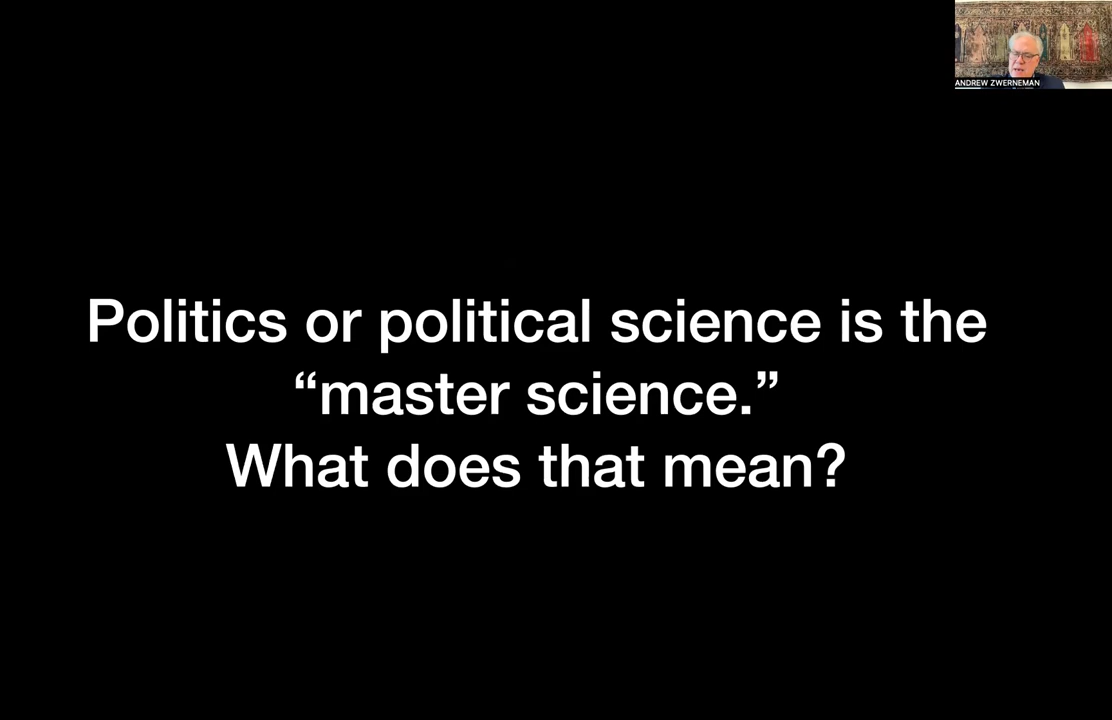 ANDREW ZWERNEMAN
Politics or political science is the
“master science.”
What does that mean?